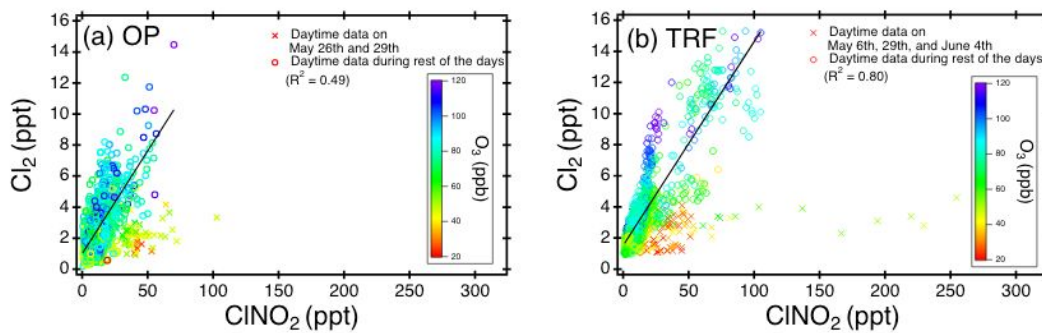 (a) OP
× Daytime data on
May 26th and 29th
○ Daytime data during rest of the days
(R² = 0.49)
16
14
12
10
8
6
4
2
0
Cl₂ (ppt)
120
100
80
60
40
20
O₃ (ppb)
0 50 100 150 200 250 300
ClNO₂ (ppt)
(b) TRF
× Daytime data on
May 6th, 29th, and June 4th
○ Daytime data during rest of the days
(R² = 0.80)
16
14
12
10
8
6
4
2
0
Cl₂ (ppt)
120
100
80
60
40
20
O₃ (ppb)
0 50 100 150 200 250 300
ClNO₂ (ppt)